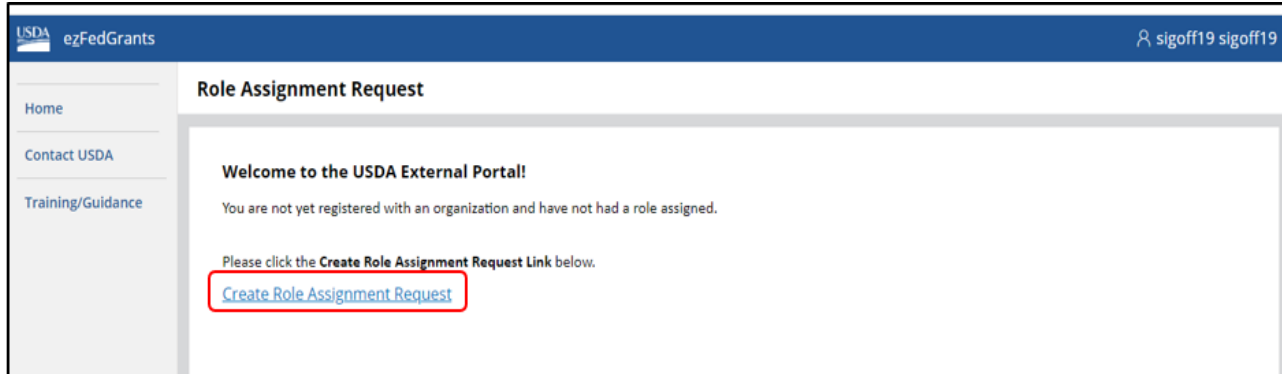 USDA ezFedGrants
sigoff19 sigoff19
Home
Contact USDA
Training/Guidance
Role Assignment Request
Welcome to the USDA External Portal!
You are not yet registered with an organization and have not had a role assigned.
Please click the Create Role Assignment Request Link below.
Create Role Assignment Request